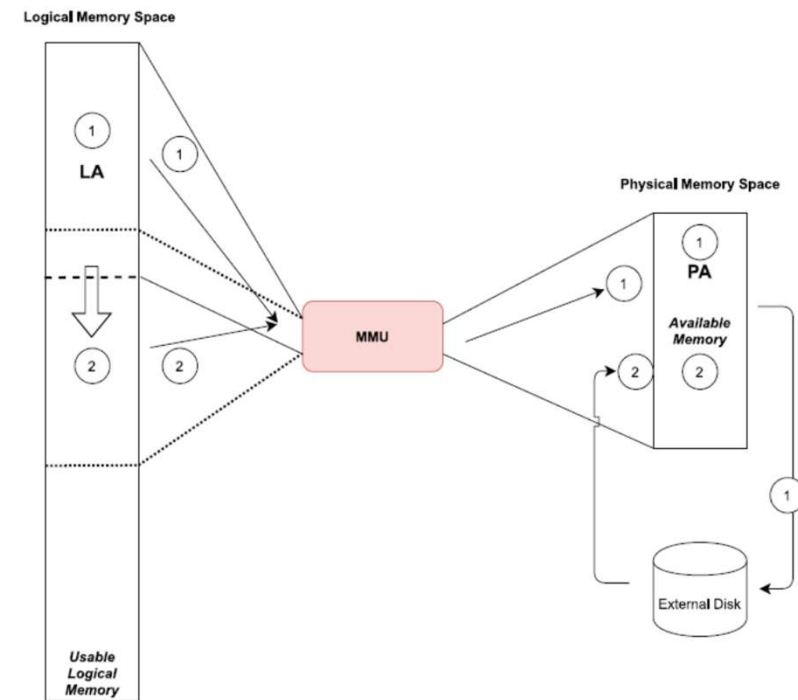 Logical Memory Space
1
LA
1
Physical Memory Space
1
PA
1
Available
Memory
MMU
2
2
2
2
1
External Disk
Usable
Logical
Memory